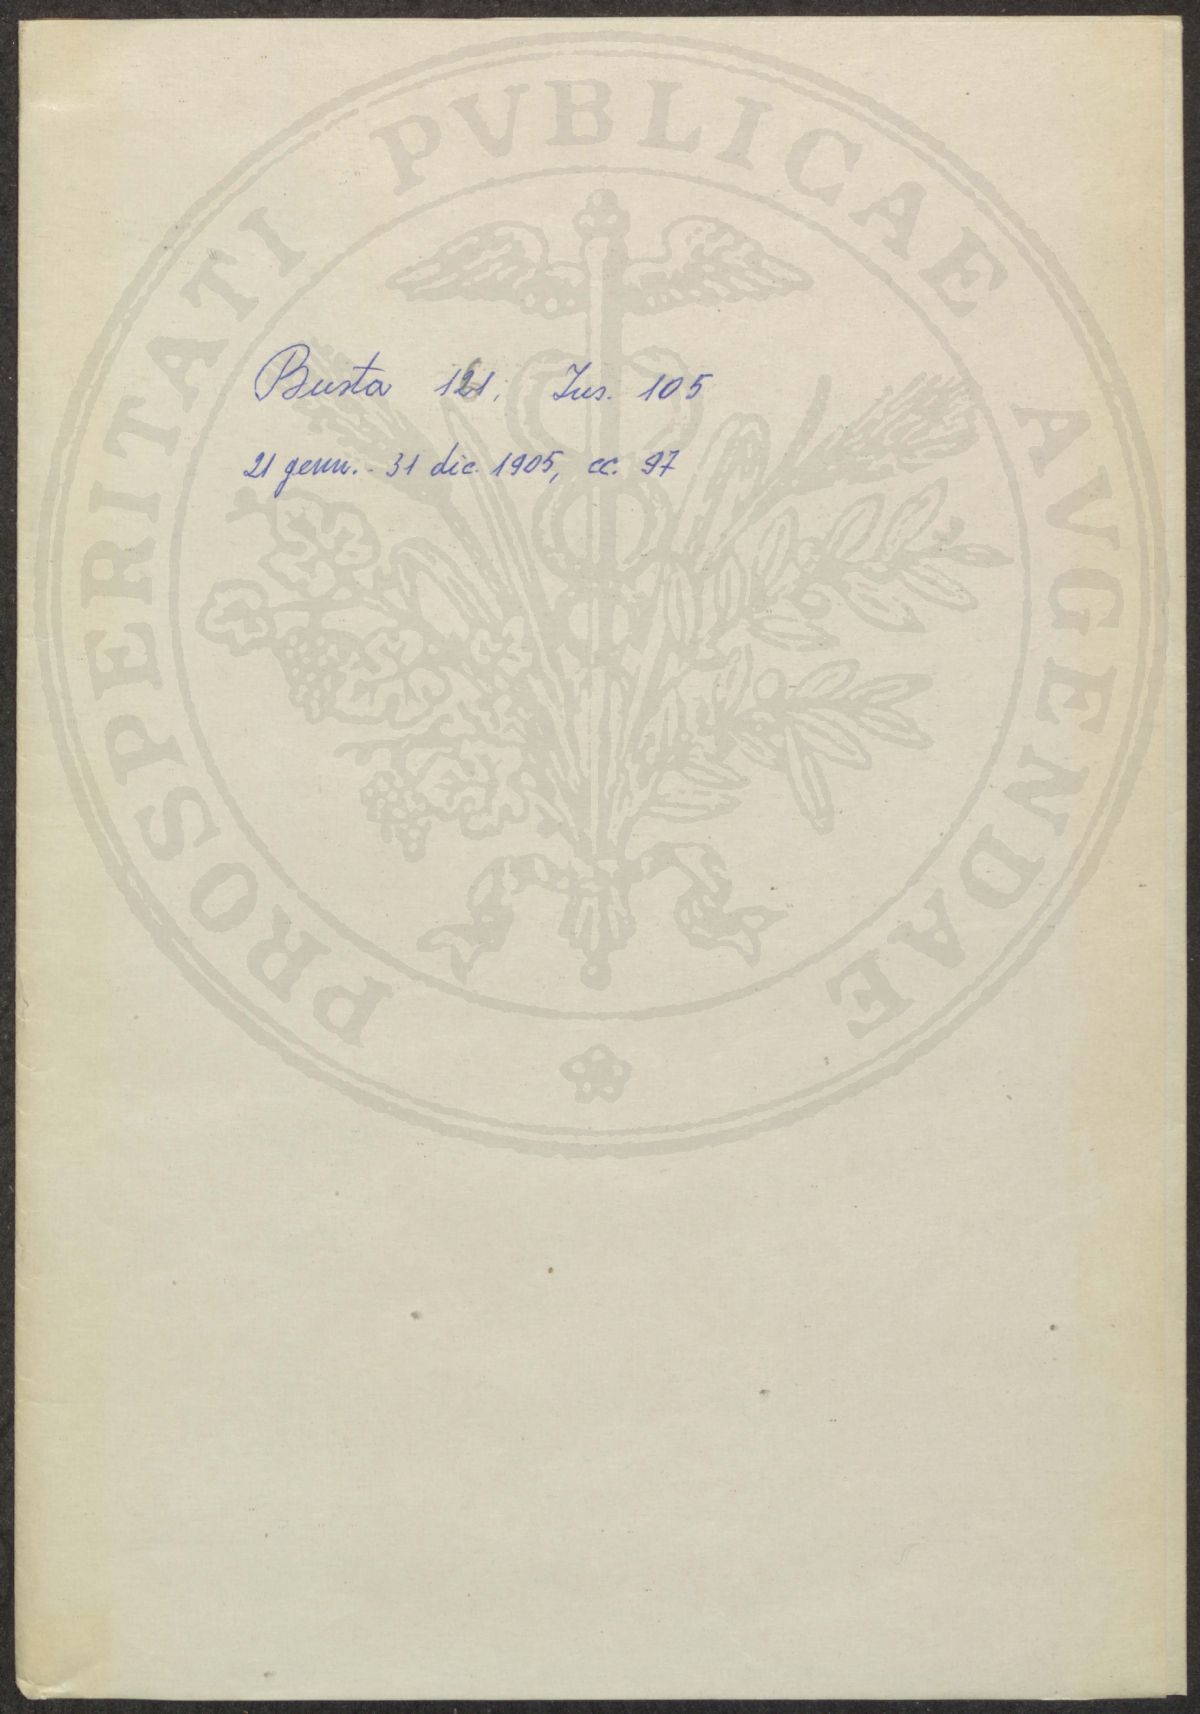 PROSPERITATI PVBLICAE AVGENDAE
Busta 121, Ins. 105
21 genn. - 31 dic. 1905, cc. 97